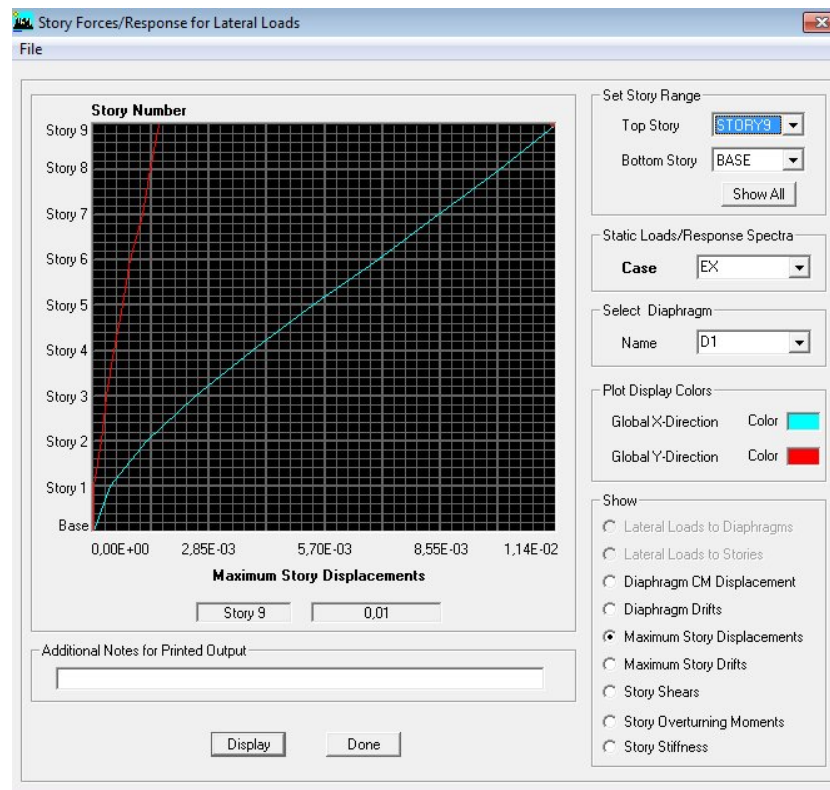 Story Forces/Response for Lateral Loads
File
Story Number
Story 9
Story 8
Story 7
Story 6
Story 5
Story 4
Story 3
Story 2
Story 1
Base
0,00E+00 2,85E-03 5,70E-03 8,55E-03 1,14E-02
Maximum Story Displacements
Story 9 0,01
Additional Notes for Printed Output
Display Done
Set Story Range
Top Story STORY9
Bottom Story BASE
Show All
Static Loads/Response Spectra
Case EX
Select Diaphragm
Name D1
Plot Display Colors
Global X-Direction Color
Global Y-Direction Color
Show
Lateral Loads to Diaphragms
Lateral Loads to Stories
Diaphragm CM Displacement
Diaphragm Drifts
Maximum Story Displacements
Maximum Story Drifts
Story Shears
Story Overturning Moments
Story Stiffness